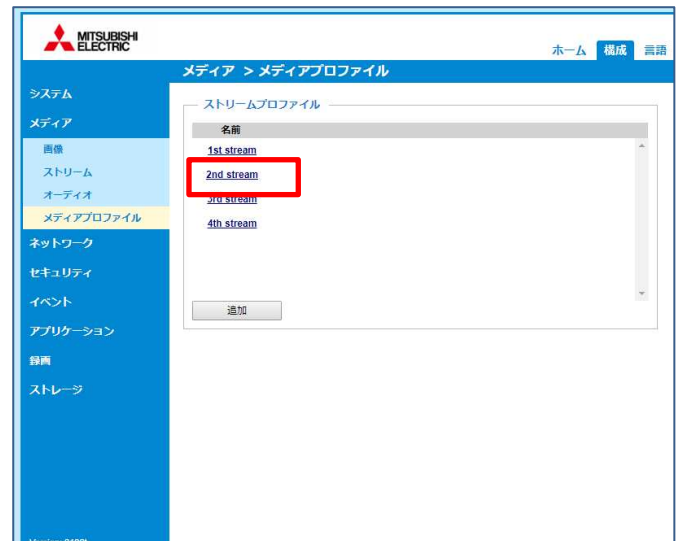 MITSUBISHI
ELECTRIC
ホーム 構成 言語
メディア > メディアプロファイル
システム
メディア
画像
ストリーム
オーディオ
メディアプロファイル
ネットワーク
セキュリティ
イベント
アプリケーション
録画
ストレージ
ストリームプロファイル
名前
1st stream
2nd stream
3rd stream
4th stream
追加